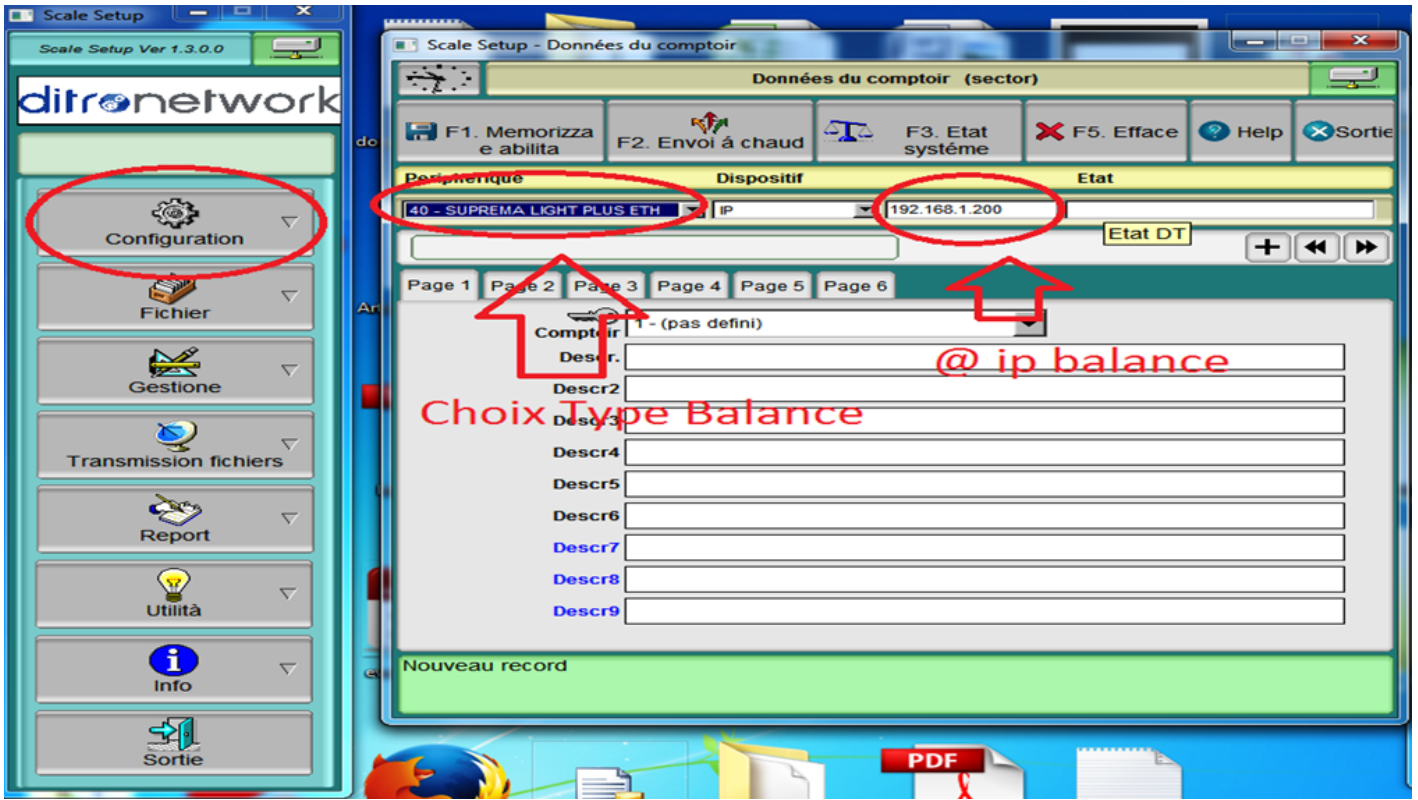 Scale Setup
Scale Setup Ver 1.3.0.0
ditronetwork
Configuration
Fichier
Gestione
Transmission fichiers
Report
Utilità
Info
Sortie
Scale Setup - Données du comptoir
Données du comptoir (sector)
F1. Memorizza
e abilita
F2. Envoi á chaud
F3. Etat
systéme
F5. Efface
Help
Sortie
Peripherique Dispositif Etat
40 - SUPREMA LIGHT PLUS ETH IP 192.168.1.200
Etat DT
Page 1 Page 2 Page 3 Page 4 Page 5 Page 6
Comptoir 1 - (pas defini)
Descr.
@ ip balance
Descr2
Choix Type Balance
Descr3
Descr4
Descr5
Descr6
Descr7
Descr8
Descr9
Nouveau record
PDF